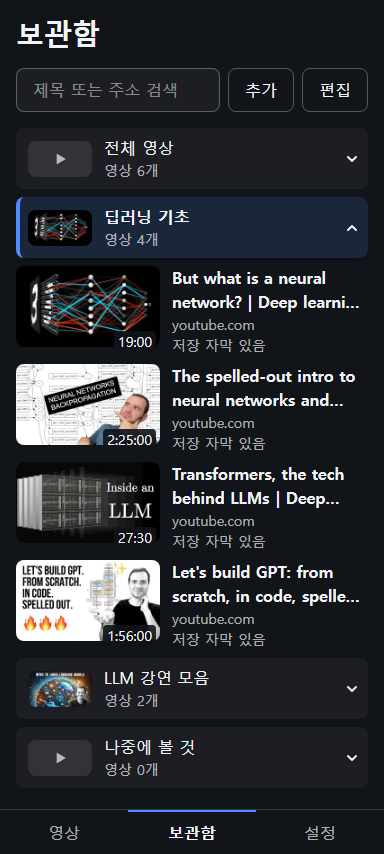 보관함
제목 또는 주소 검색
추가
편집
전체 영상
영상 6개
딥러닝 기초
영상 4개
But what is a neural
network? | Deep learni...
youtube.com
저장 자막 있음
19:00
The spelled-out intro to
neural networks and...
youtube.com
저장 자막 있음
NEURAL NETWORKS
BACKPROPAGATION
2:25:00
Transformers, the tech
behind LLMs | Deep...
youtube.com
저장 자막 있음
Inside an
LLM
27:30
Let's build GPT: from
scratch, in code, spelle...
youtube.com
저장 자막 있음
LET'S BUILD GPT.
FROM SCRATCH.
IN CODE.
SPELLED OUT.
1:56:00
LLM 강연 모음
영상 2개
나중에 볼 것
영상 0개
영상
보관함
설정